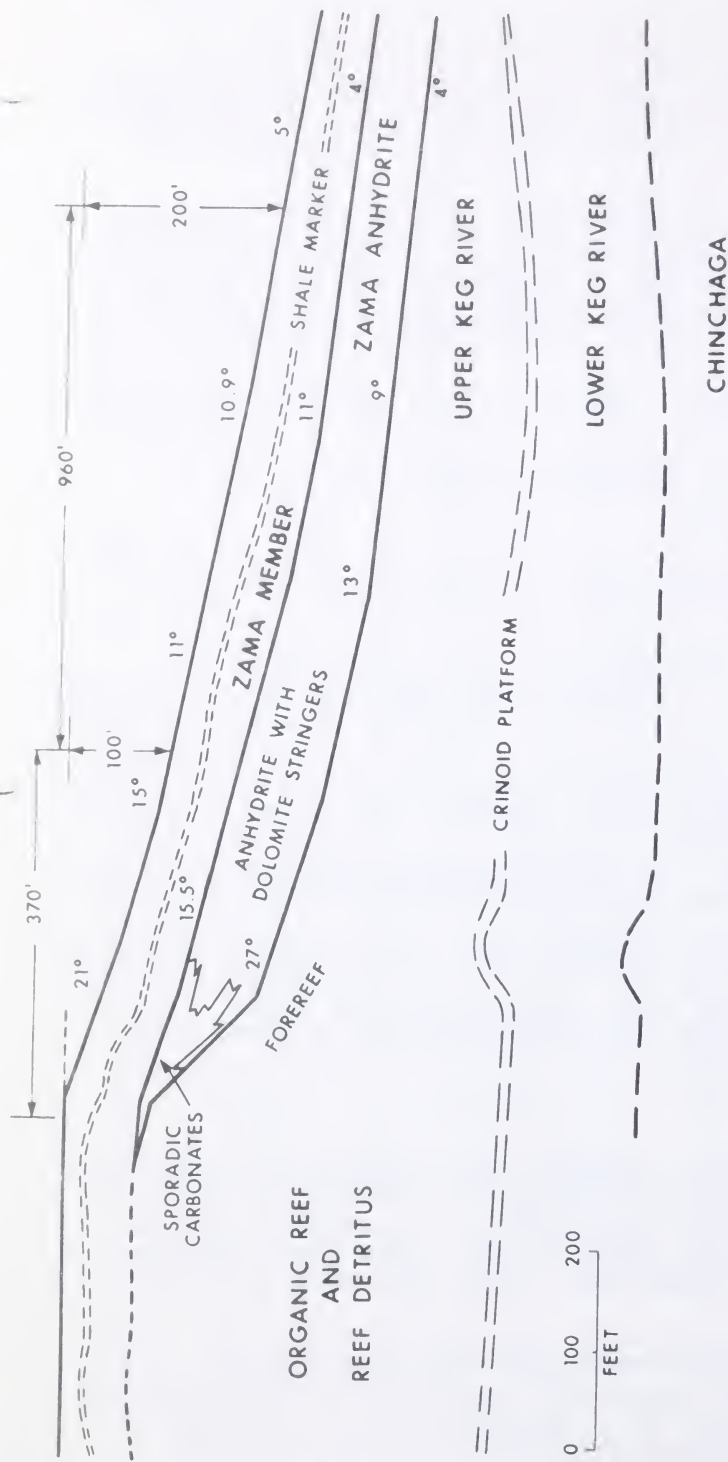 370'
960'
100'
200'
21°
15°
11°
10.9°
5°
SHALE MARKER
ZAMA MEMBER
15.5°
11°
4°
ZAMA ANHYDRITE
ANHYDRITE WITH
DOLOMITE STRINGERS
SPORADIC
CARBONATES
27°
13°
9°
4°
FOREREEF
ORGANIC REEF
AND
REEF DETRITUS
UPPER KEG RIVER
CRINOID PLATFORM
LOWER KEG RIVER
CHINCHAGA
0 100 200
FEET